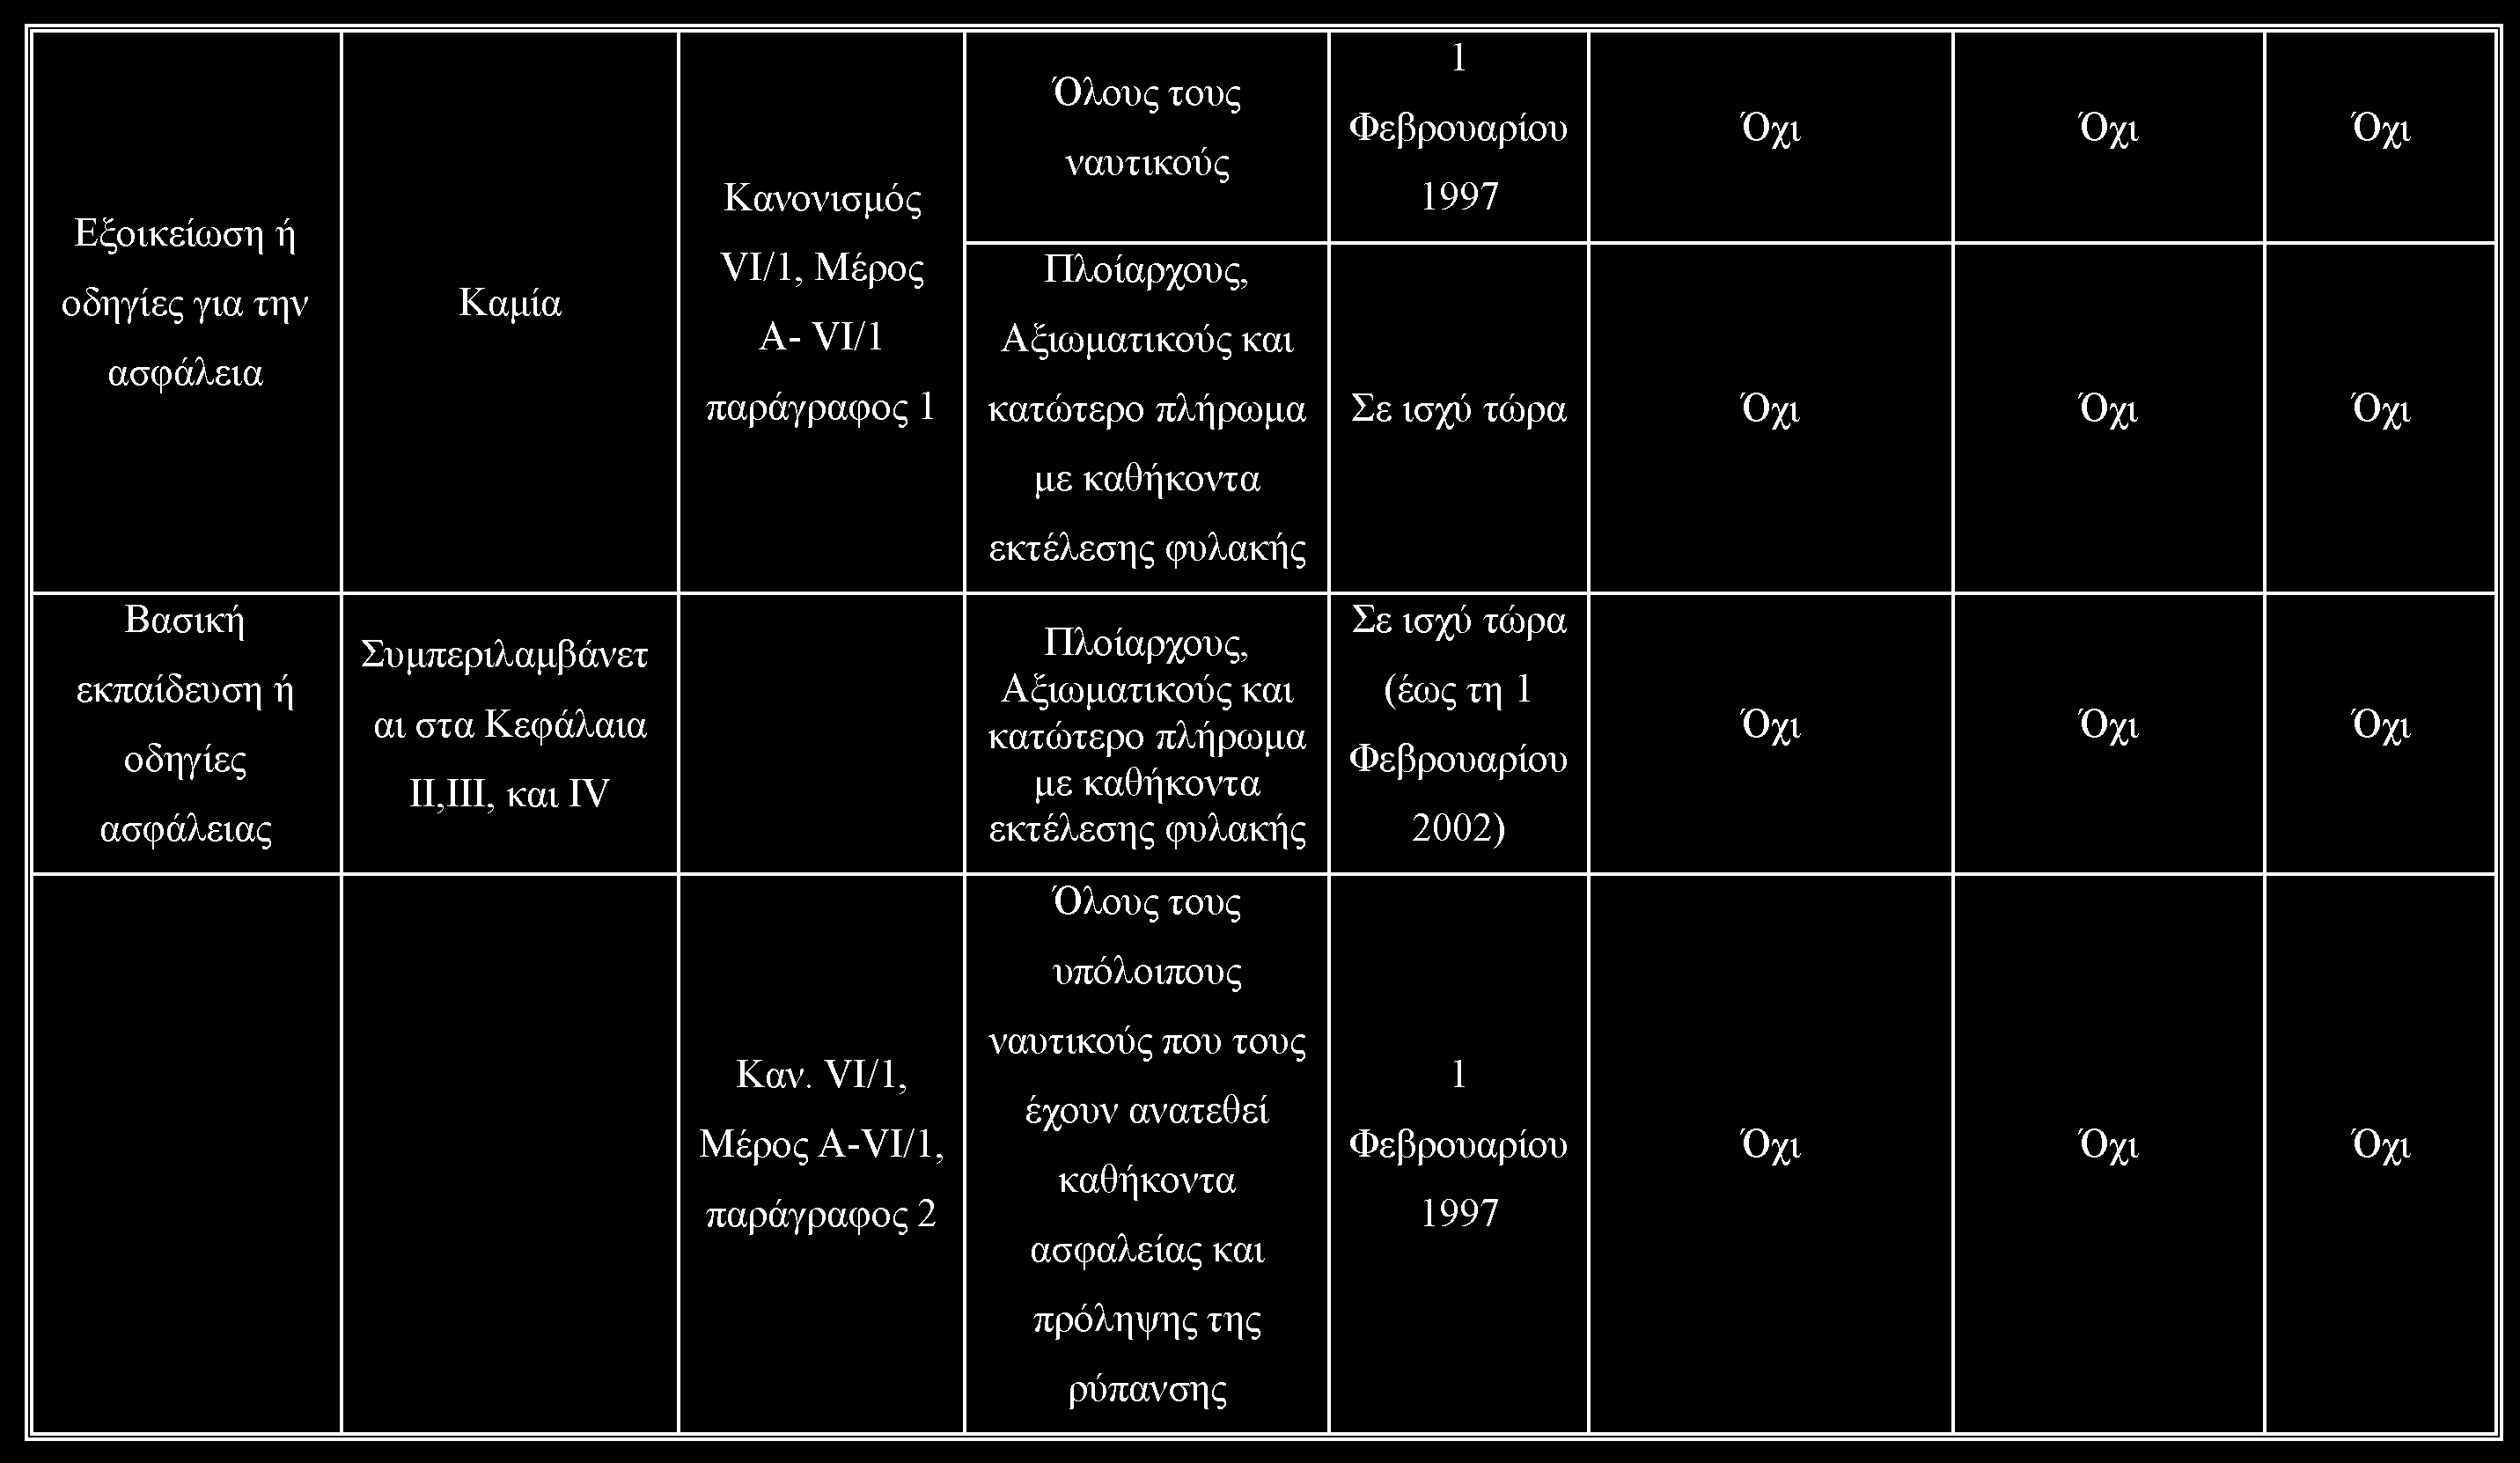 Εξοικείωση ή
οδηγίες για την
ασφάλεια
Καμία
Κανονισμός
VI/1, Μέρος
Α- VI/1
παράγραφος 1
Όλους τους
ναυτικούς
1
Φεβρουαρίου
1997
Όχι
Όχι
Όχι
Πλοίαρχους,
Αξιωματικούς και
κατώτερο πλήρωμα
με καθήκοντα
εκτέλεσης φυλακής
Σε ισχύ τώρα
Όχι
Όχι
Όχι
Βασική
εκπαίδευση ή
οδηγίες
ασφάλειας
Συμπεριλαμβάνετ
αι στα Κεφάλαια
II,III, και IV
Πλοίαρχους,
Αξιωματικούς και
κατώτερο πλήρωμα
με καθήκοντα
εκτέλεσης φυλακής
Σε ισχύ τώρα
(έως τη 1
Φεβρουαρίου
2002)
Όχι
Όχι
Όχι
Καν. VI/1,
Μέρος Α-VI/1,
παράγραφος 2
Όλους τους
υπόλοιπους
ναυτικούς που τους
έχουν ανατεθεί
καθήκοντα
ασφαλείας και
πρόληψης της
ρύπανσης
1
Φεβρουαρίου
1997
Όχι
Όχι
Όχι